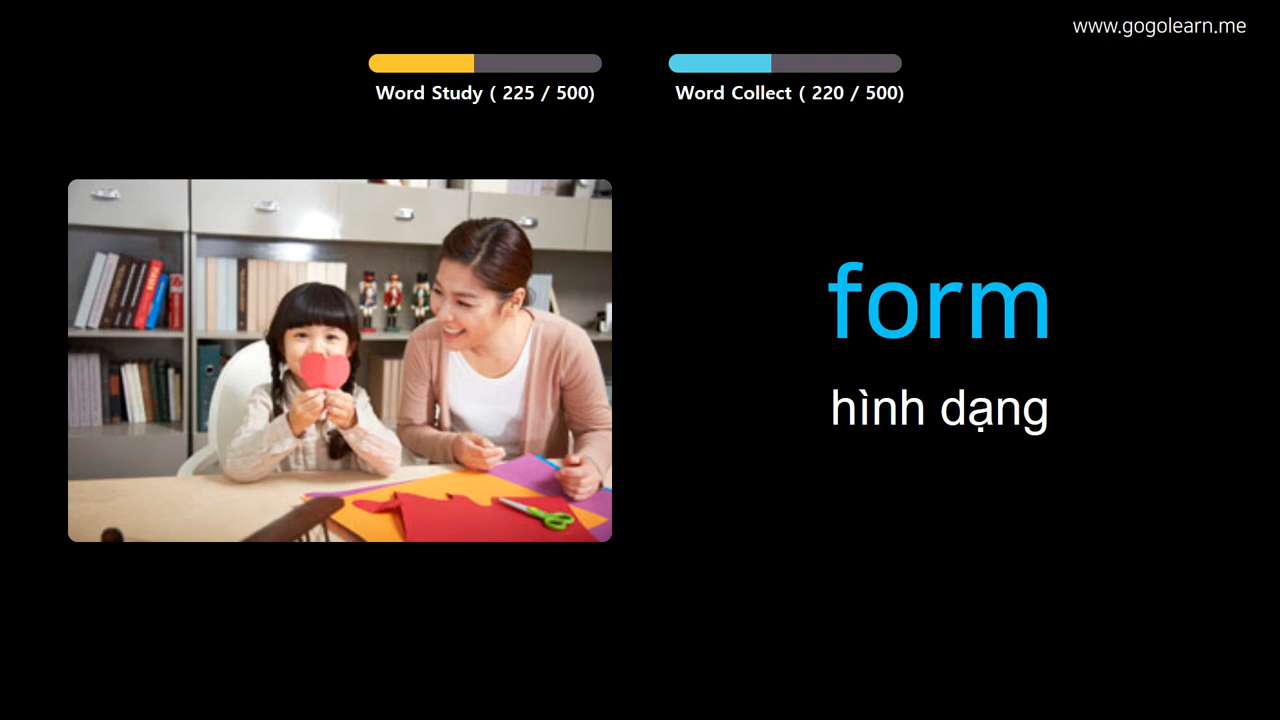 www.gogolearn.me
Word Study ( 225 / 500)
Word Collect ( 220 / 500)
form
hình dạng